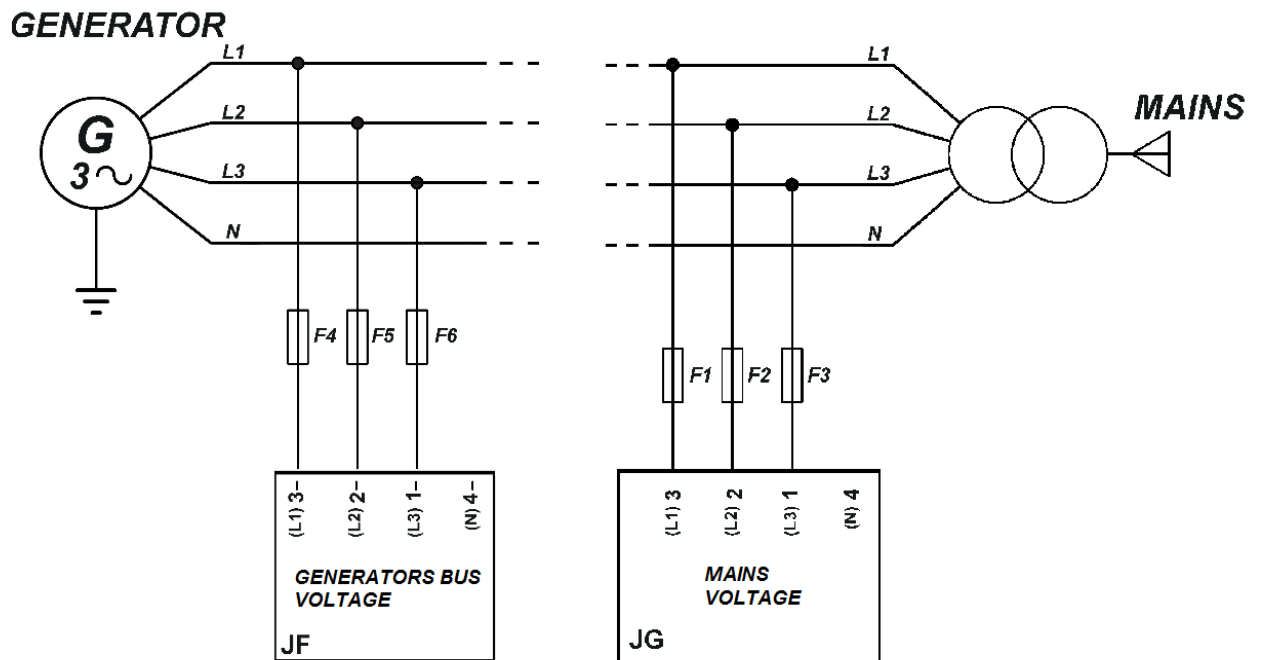 GENERATOR
L1
L2
L3
N
G
3~
F4
F5
F6
(L1) 3-
(L2) 2-
(L3) 1-
(N) 4-
GENERATORS BUS
VOLTAGE
JF
L1
L2
L3
N
MAINS
F1
F2
F3
(L1) 3
(L2) 2
(L3) 1
(N) 4
MAINS
VOLTAGE
JG